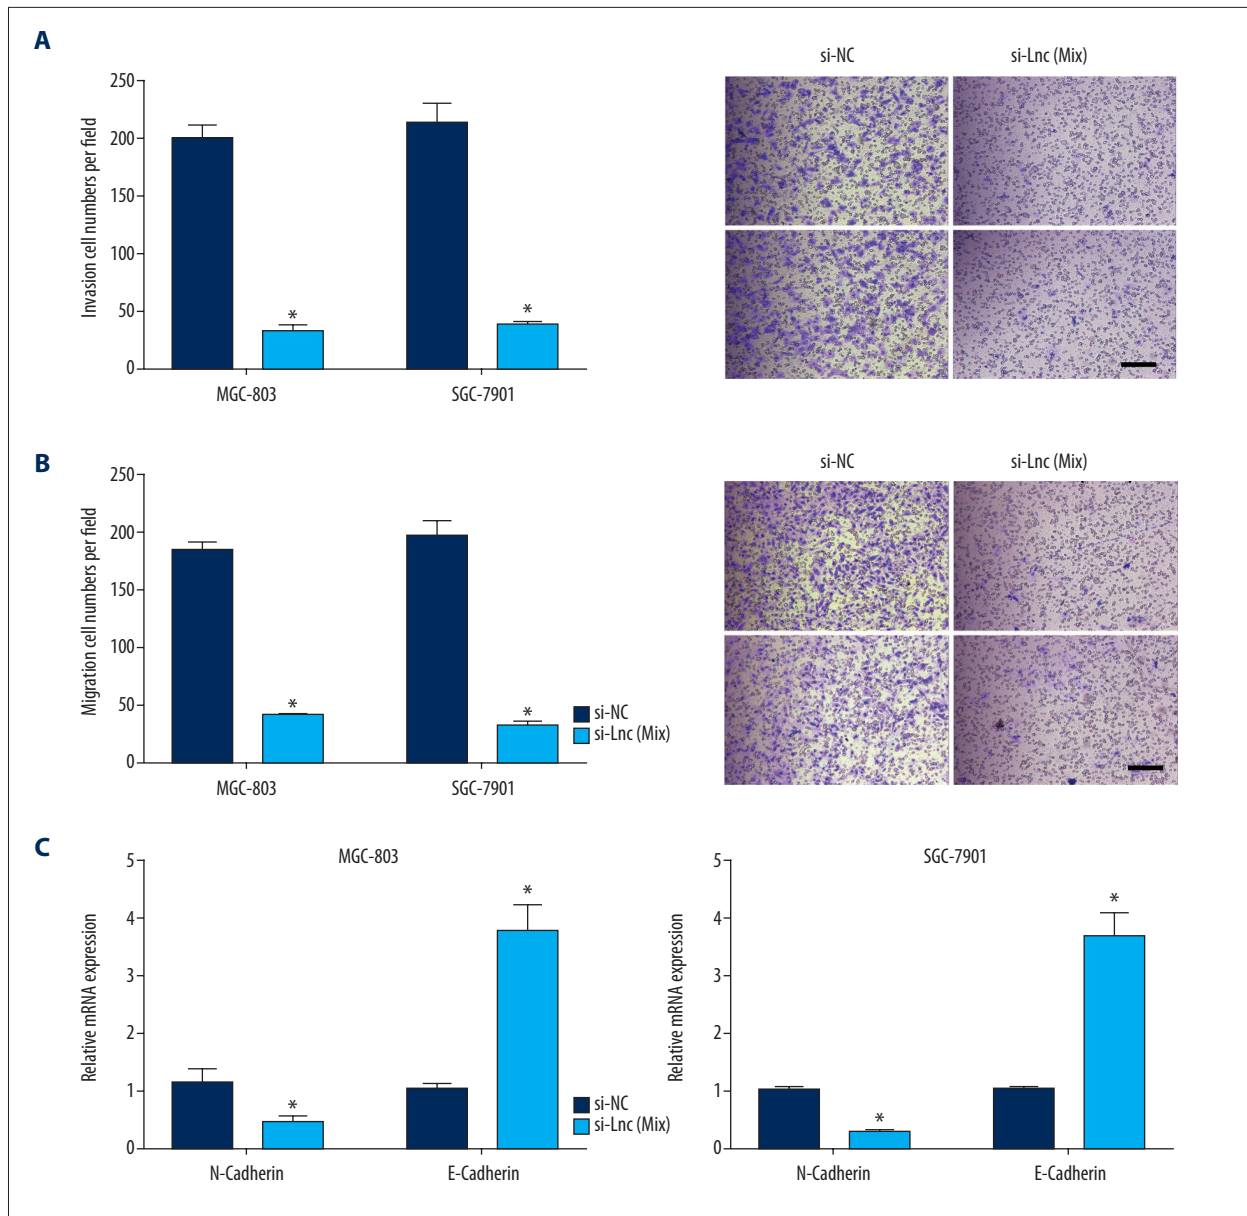 A
si-NC
si-Lnc (Mix)
Invasion cell numbers per field
250
200
150
100
50
0
*
*
MGC-803
SGC-7901
B
si-NC
si-Lnc (Mix)
Migration cell numbers per field
250
200
150
100
50
0
*
*
si-NC
si-Lnc (Mix)
MGC-803
SGC-7901
C
MGC-803
Relative mRNA expression
5
4
3
2
1
0
*
*
si-NC
si-Lnc (Mix)
N-Cadherin
E-Cadherin
SGC-7901
Relative mRNA expression
5
4
3
2
1
0
*
*
N-Cadherin
E-Cadherin